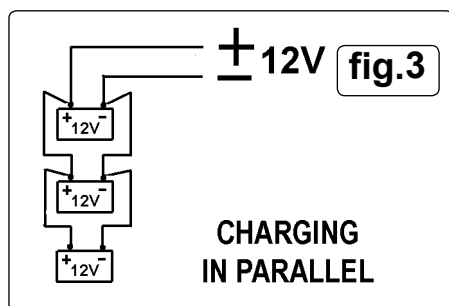 + 12V fig.3
−
+ −
12V
+ −
12V
+ −
12V
CHARGING
IN PARALLEL